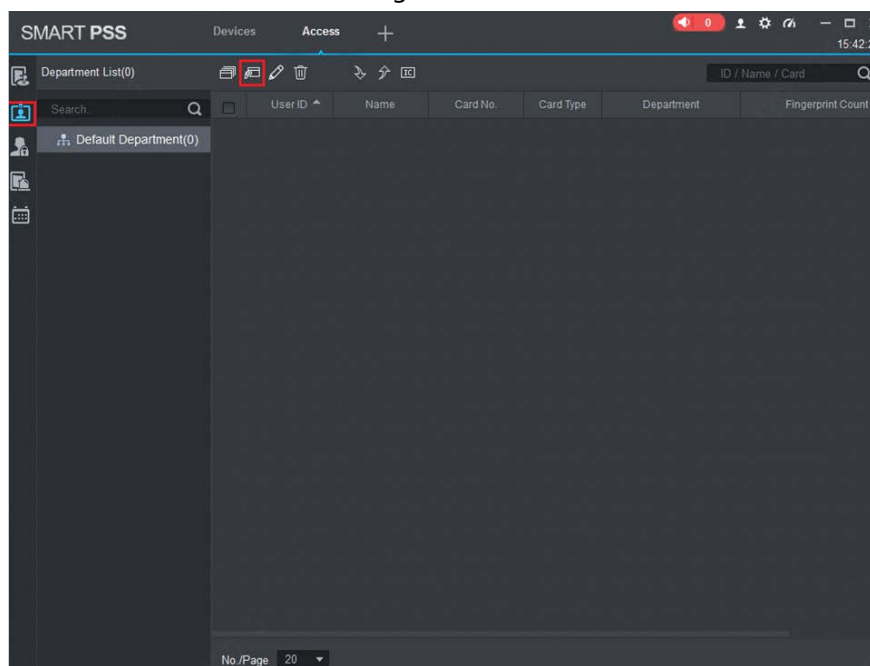 SMART PSS Devices Access + 0
15:42:
Department List(0) IC ID / Name / Card
Search.. User ID Name Card No. Card Type Department Fingerprint Count
Default Department(0)
No./Page 20